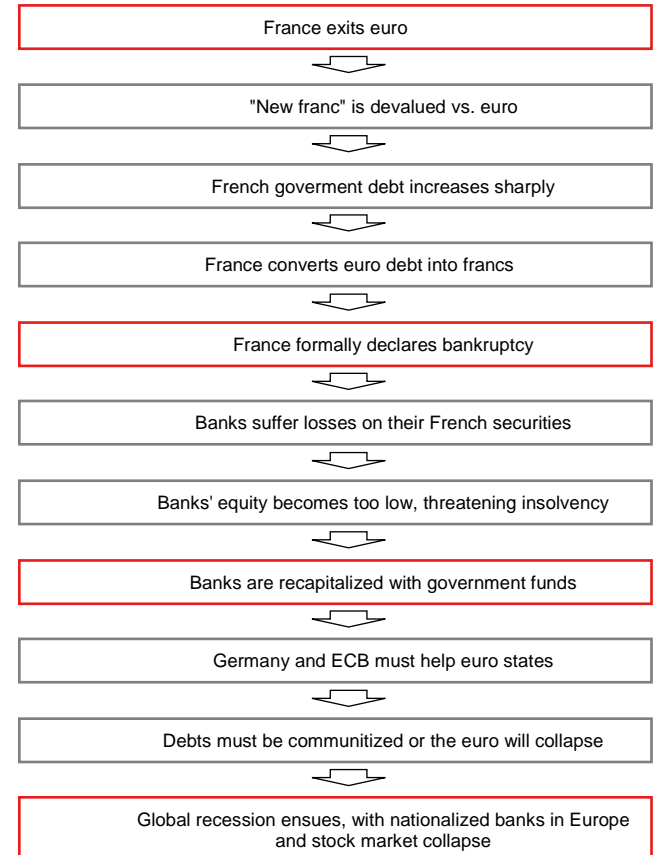 France exits euro
"New franc" is devalued vs. euro
French goverment debt increases sharply
France converts euro debt into francs
France formally declares bankruptcy
Banks suffer losses on their French securities
Banks' equity becomes too low, threatening insolvency
Banks are recapitalized with government funds
Germany and ECB must help euro states
Debts must be communitized or the euro will collapse
Global recession ensues, with nationalized banks in Europe
and stock market collapse